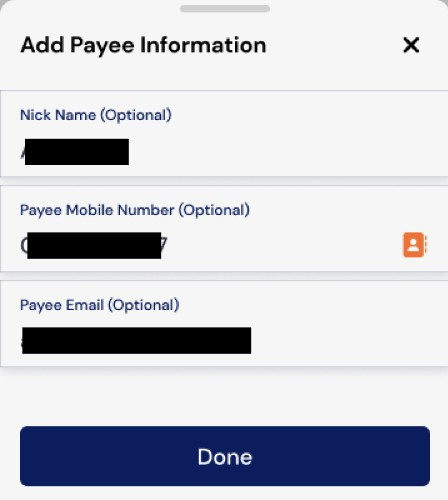 Add Payee Information
Nick Name (Optional)
Payee Mobile Number (Optional)
Payee Email (Optional)
Done